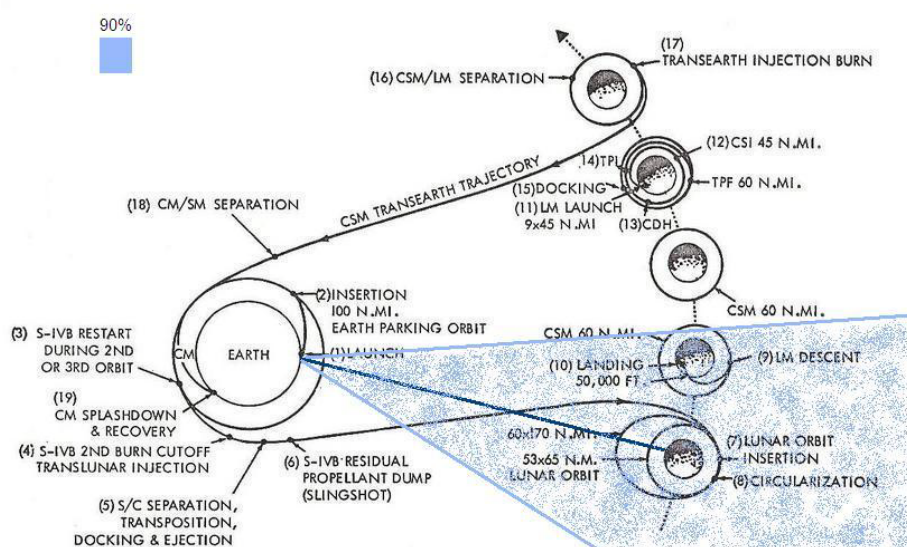 90%
(17)
TRANSEARTH INJECTION BURN
(16) CSM/LM SEPARATION
(12) CSI 45 N.MI.
14) TPI
(15) DOCKING
TPF 60 N.MI.
(11) LM LAUNCH
9x45 N.MI
(13) CDH
CSM TRANSEARTH TRAJECTORY
(18) CM/SM SEPARATION
(2) INSERTION
100 N.MI.
EARTH PARKING ORBIT
CSM 60 N.MI.
(3) S-IVB RESTART
DURING 2ND
OR 3RD ORBIT
CM
EARTH
(1) LAUNCH
CSM 60 N.MI.
(10) LANDING
50,000 FT.
(9) LM DESCENT
(19)
CM SPLASHDOWN
& RECOVERY
(4) S-IVB 2ND BURN CUTOFF
TRANSLUNAR INJECTION
(6) S-IVB RESIDUAL
PROPELLANT DUMP
(SLINGSHOT)
60x170 N.MI.
53x65 N.M.
LUNAR ORBIT
(7) LUNAR ORBIT
INSERTION
(8) CIRCULARIZATION
(5) S/C SEPARATION,
TRANSPOSITION,
DOCKING & EJECTION